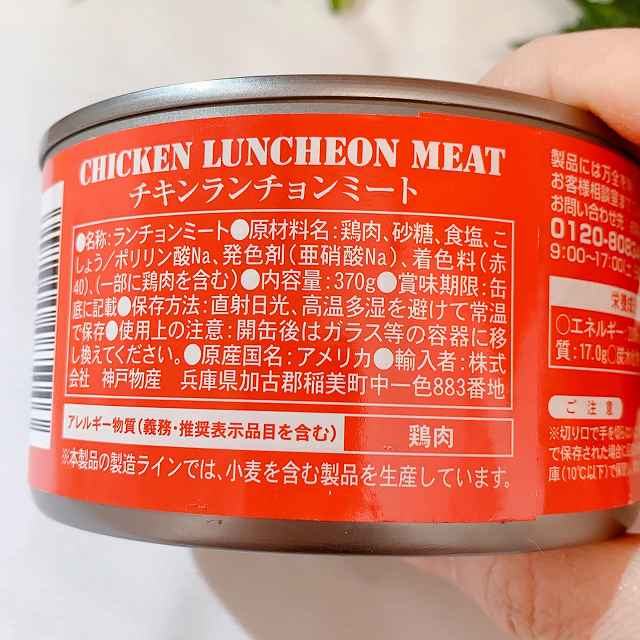 CHICKEN LUNCHEON MEAT
チキンランチョンミート
●名称:ランチョンミート●原材料名:鶏肉、砂糖、食塩、こ
しょう/ポリリン酸Na、発色剤(亜硝酸Na)、着色料(赤
40)、(一部に鶏肉を含む)●内容量:370g●賞味期限:缶
底に記載●保存方法:直射日光、高温多湿を避けて常温
で保存●使用上の注意:開缶後はガラス等の容器に移
し換えてください。●原産国名:アメリカ●輸入者:株式
会社 神戸物産 兵庫県加古郡稲美町中一色883番地
アレルギー物質(義務・推奨表示品目を含む) 鶏肉
※本製品の製造ラインでは、小麦を含む製品を生産しています。
製品には万全
お客様相談室
お問い合わせ先
0120-808
9:00～17:00
栄養成
○エネルギー
質:17.0g
ご注意
※切り口で手を切
で保存された場合に
庫(10℃以下)で保